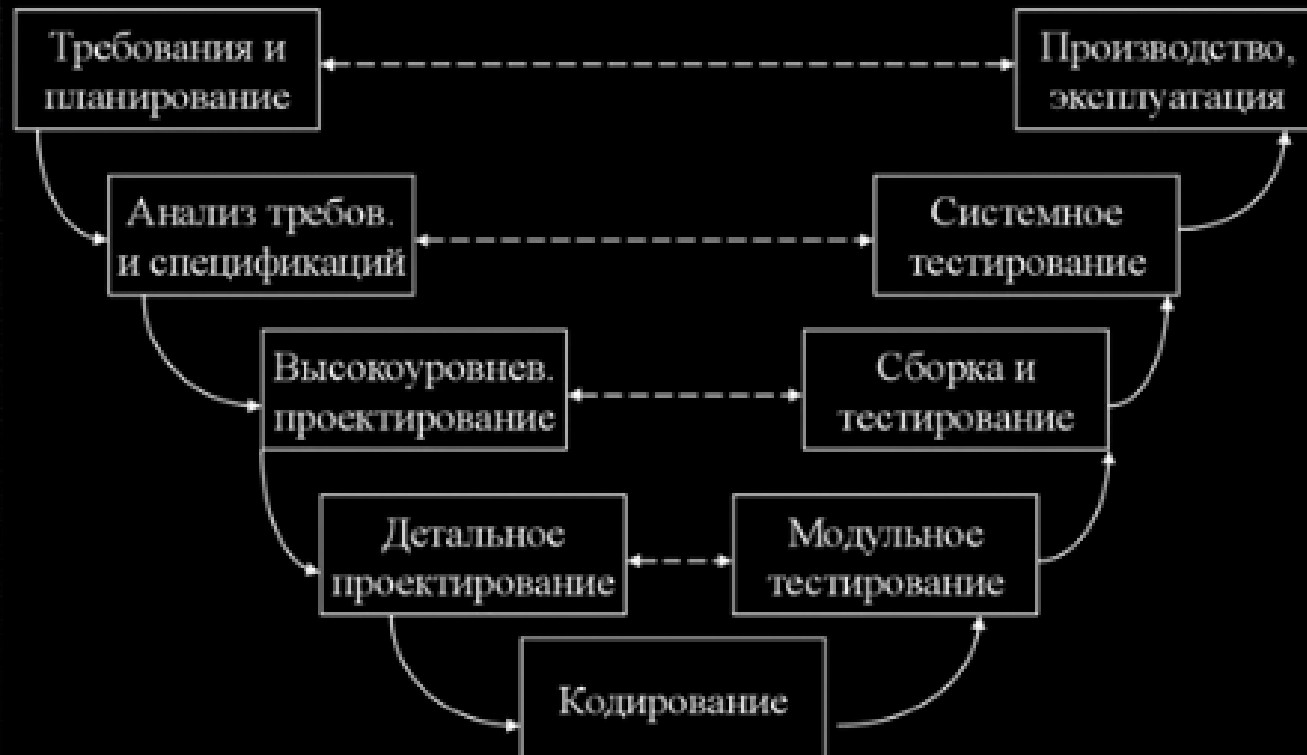 Требования и
планирование
Производство,
эксплуатация
Анализ требов.
и спецификаций
Системное
тестирование
Высокоуровнев.
проектирование
Сборка и
тестирование
Детальное
проектирование
Модульное
тестирование
Кодирование